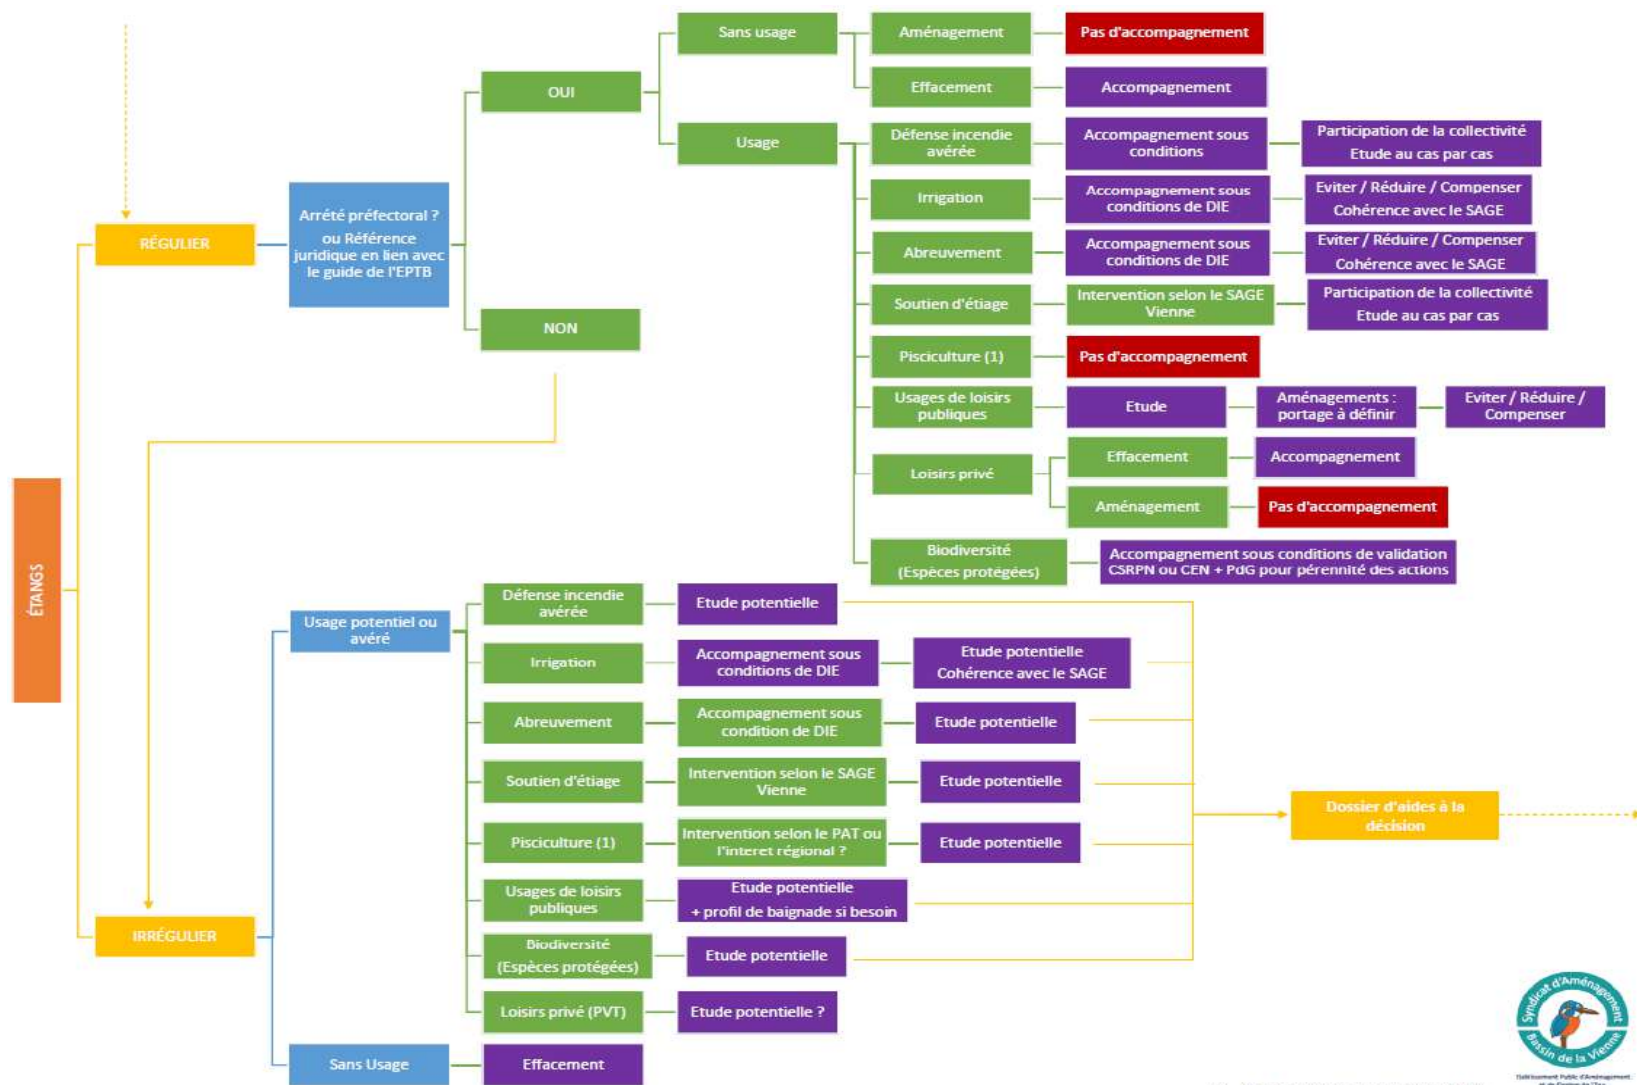 Sans usage
Aménagement
Pas d'accompagnement
OUI
Effacement
Accompagnement
Usage
Défense incendie
avérée
Accompagnement sous
conditions
Participation de la collectivité
Etude au cas par cas
Arrété préfectoral ?
ou Référence
juridique en lien avec
le guide de l'EPTB
RÉGULIER
Irrigation
Accompagnement sous
conditions de DIE
Eviter / Réduire / Compenser
Cohérence avec le SAGE
Abreuvement
Accompagnement sous
conditions de DIE
Eviter / Réduire / Compenser
Cohérence avec le SAGE
NON
Soutien d'étiage
Intervention selon le SAGE
Vienne
Participation de la collectivité
Etude au cas par cas
Pisciculture (1)
Pas d'accompagnement
Usages de loisirs
publiques
Etude
Aménagements :
portage à définir
Eviter / Réduire /
Compenser
Loisirs privé
Effacement
Accompagnement
Aménagement
Pas d'accompagnement
Biodiversité
(Espèces protégées)
Accompagnement sous conditions de validation
CSRPN ou CEN + PdG pour pérennité des actions
ÉTANGS
Usage potentiel ou
avéré
Défense incendie
avérée
Etude potentielle
Irrigation
Accompagnement sous
conditions de DIE
Etude potentielle
Cohérence avec le SAGE
Abreuvement
Accompagnement sous
condition de DIE
Etude potentielle
Soutien d'étiage
Intervention selon le SAGE
Vienne
Etude potentielle
Dossier d'aides à la
décision
Pisciculture (1)
Intervention selon le PAT ou
l'interet régional ?
Etude potentielle
Usages de loisirs
publiques
Etude potentielle
+ profil de baignade si besoin
IRRÉGULIER
Biodiversité
(Espèces protégées)
Etude potentielle
Loisirs privé (PVT)
Etude potentielle ?
Sans Usage
Effacement
Syndicat d'Aménagement
Bassin de la Vienne
Etablissement Public d'Aménagement